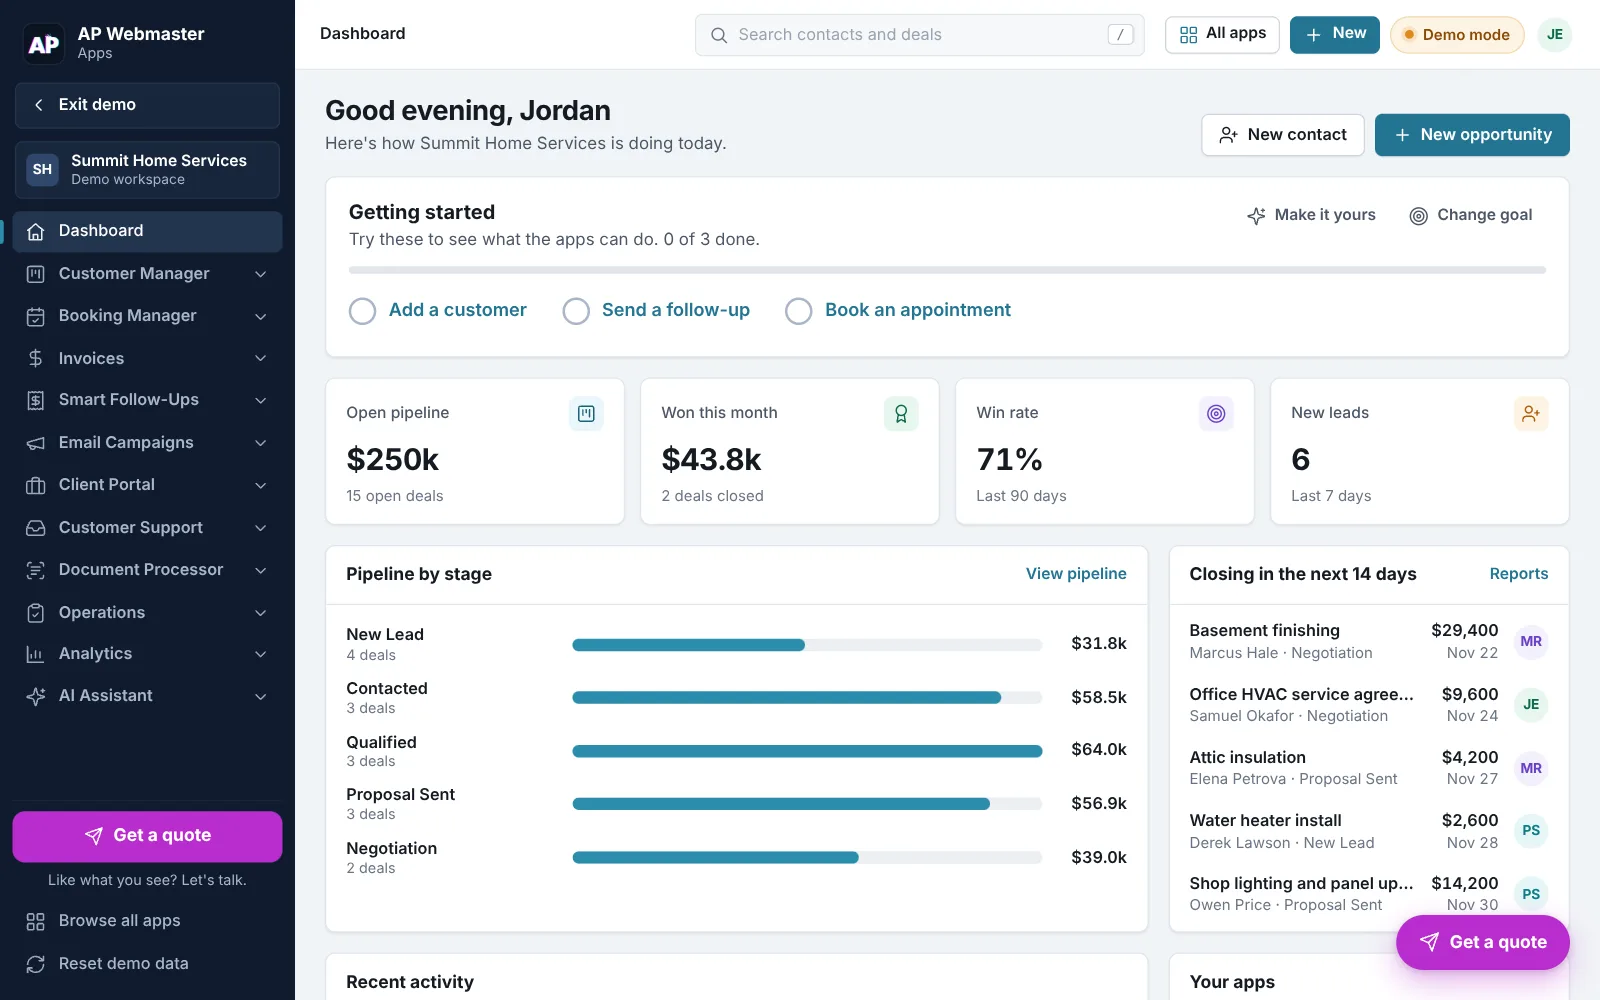 AP
AP Webmaster
Apps
Exit demo
SH
Summit Home Services
Demo workspace
Dashboard
Customer Manager
Booking Manager
Invoices
Smart Follow-Ups
Email Campaigns
Client Portal
Customer Support
Document Processor
Operations
Analytics
AI Assistant
Get a quote
Like what you see? Let's talk.
Browse all apps
Reset demo data
Dashboard
Search contacts and deals
/
All apps
New
Demo mode
JE
Good evening, Jordan
Here's how Summit Home Services is doing today.
New contact
New opportunity
Getting started
Try these to see what the apps can do. 0 of 3 done.
Make it yours
Change goal
Add a customer
Send a follow-up
Book an appointment
Open pipeline
$250k
15 open deals
Won this month
$43.8k
2 deals closed
Win rate
71%
Last 90 days
New leads
6
Last 7 days
Pipeline by stage
View pipeline
New Lead
4 deals
$31.8k
Contacted
3 deals
$58.5k
Qualified
3 deals
$64.0k
Proposal Sent
3 deals
$56.9k
Negotiation
2 deals
$39.0k
Closing in the next 14 days
Reports
Basement finishing
Marcus Hale · Negotiation
$29,400
Nov 22
MR
Office HVAC service agree...
Samuel Okafor · Negotiation
$9,600
Nov 24
JE
Attic insulation
Elena Petrova · Proposal Sent
$4,200
Nov 27
MR
Water heater install
Derek Lawson · New Lead
$2,600
Nov 28
PS
Shop lighting and panel up...
Owen Price · Proposal Sent
$14,200
Nov 30
PS
Get a quote
Recent activity
Your apps